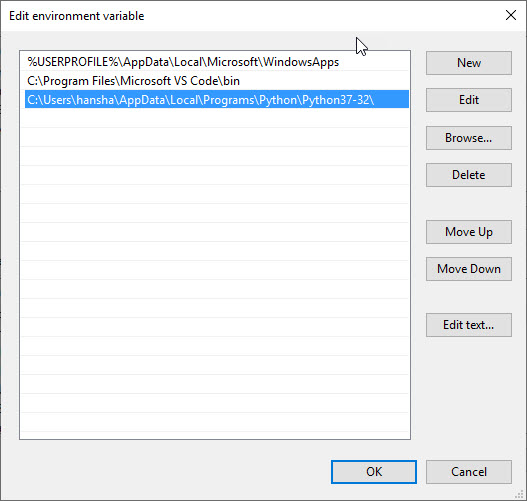 Edit environment variable
%USERPROFILE%\AppData\Local\Microsoft\WindowsApps
C:\Program Files\Microsoft VS Code\bin
C:\Users\hansha\AppData\Local\Programs\Python\Python37-32\
New
Edit
Browse...
Delete
Move Up
Move Down
Edit text...
OK
Cancel